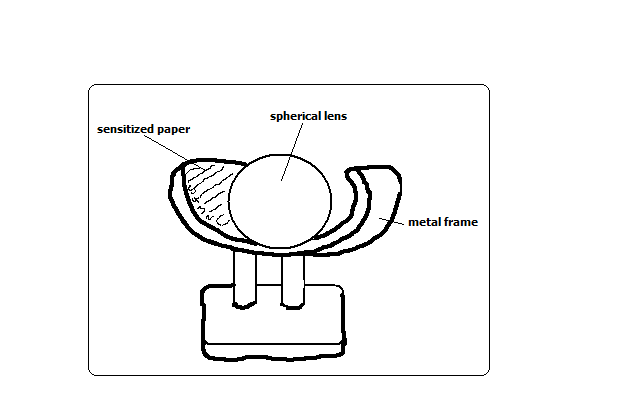 spherical lens
sensitized paper
metal frame